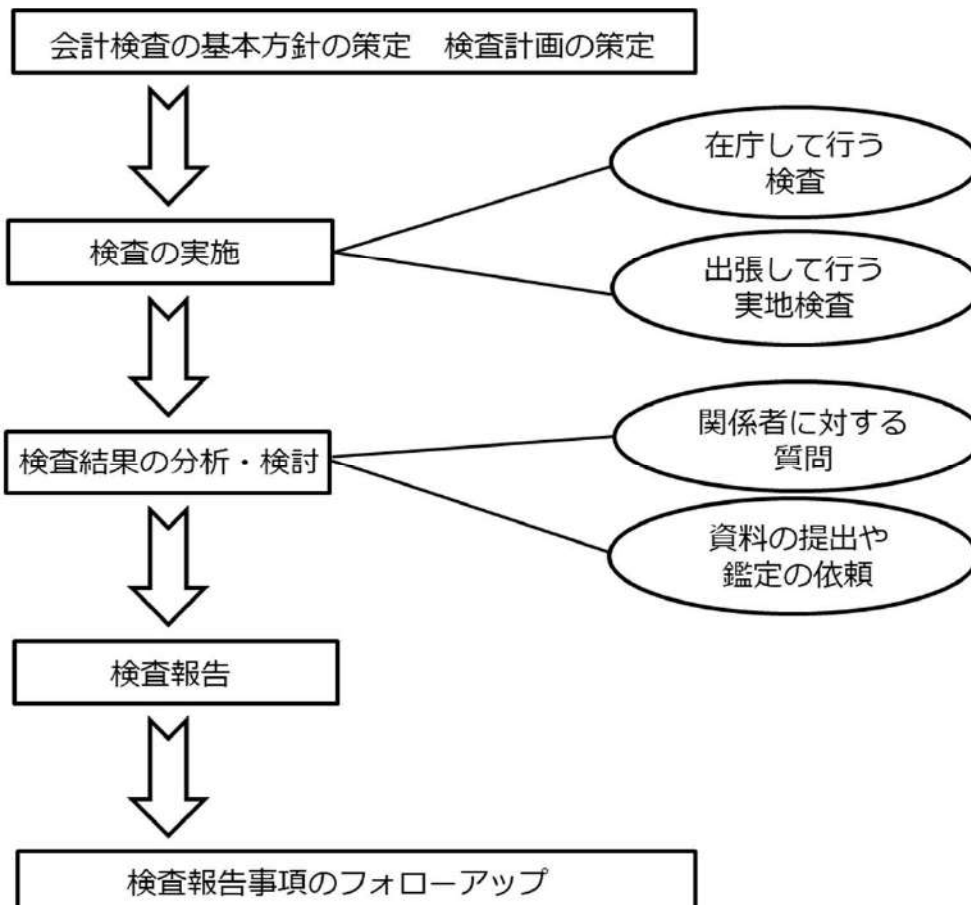 会計検査の基本方針の策定　検査計画の策定
在庁して行う
検査
検査の実施
出張して行う
実地検査
関係者に対する
質問
検査結果の分析・検討
資料の提出や
鑑定の依頼
検査報告
検査報告事項のフォローアップ